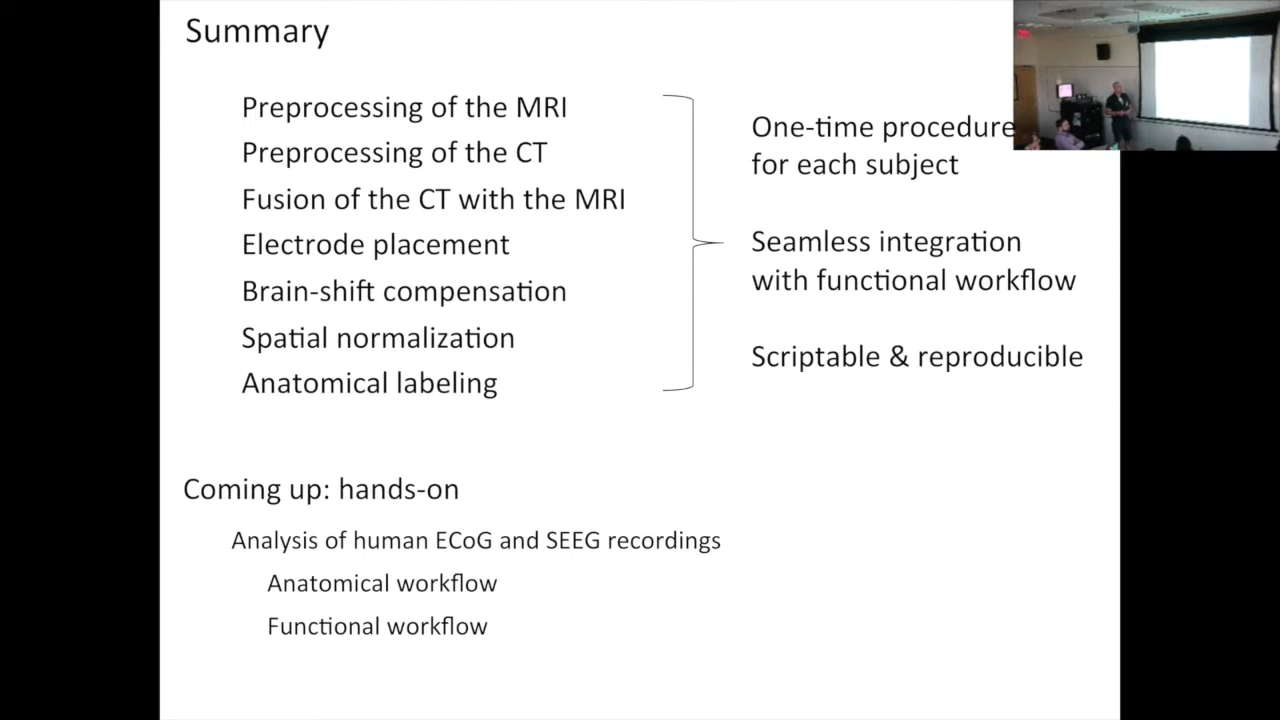 Summary
Preprocessing of the MRI
Preprocessing of the CT
Fusion of the CT with the MRI
Electrode placement
Brain-shift compensation
Spatial normalization
Anatomical labeling
One-time procedure
for each subject
Seamless integration
with functional workflow
Scriptable & reproducible
Coming up: hands-on
Analysis of human ECoG and SEEG recordings
Anatomical workflow
Functional workflow